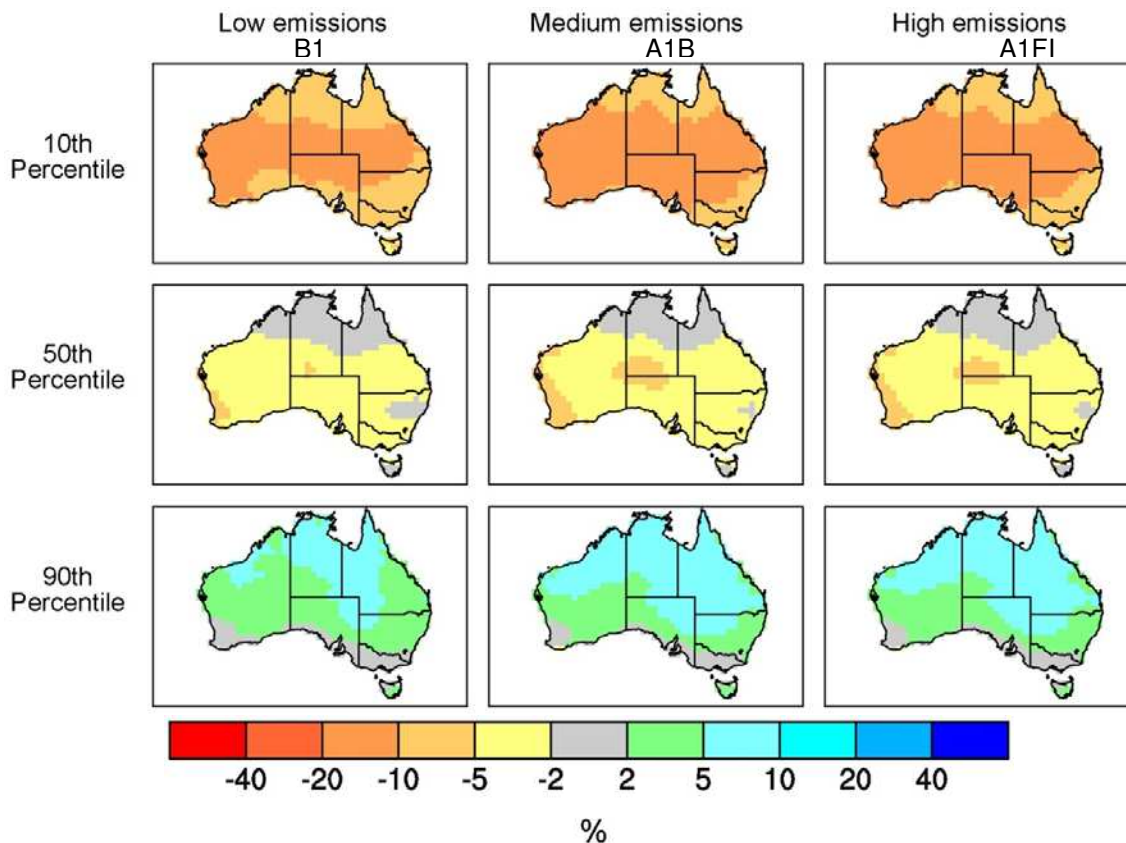 Low emissions Medium emissions High emissions
B1 A1B A1FI
10th
Percentile
50th
Percentile
90th
Percentile
-40 -20 -10 -5 -2 2 5 10 20 40
%